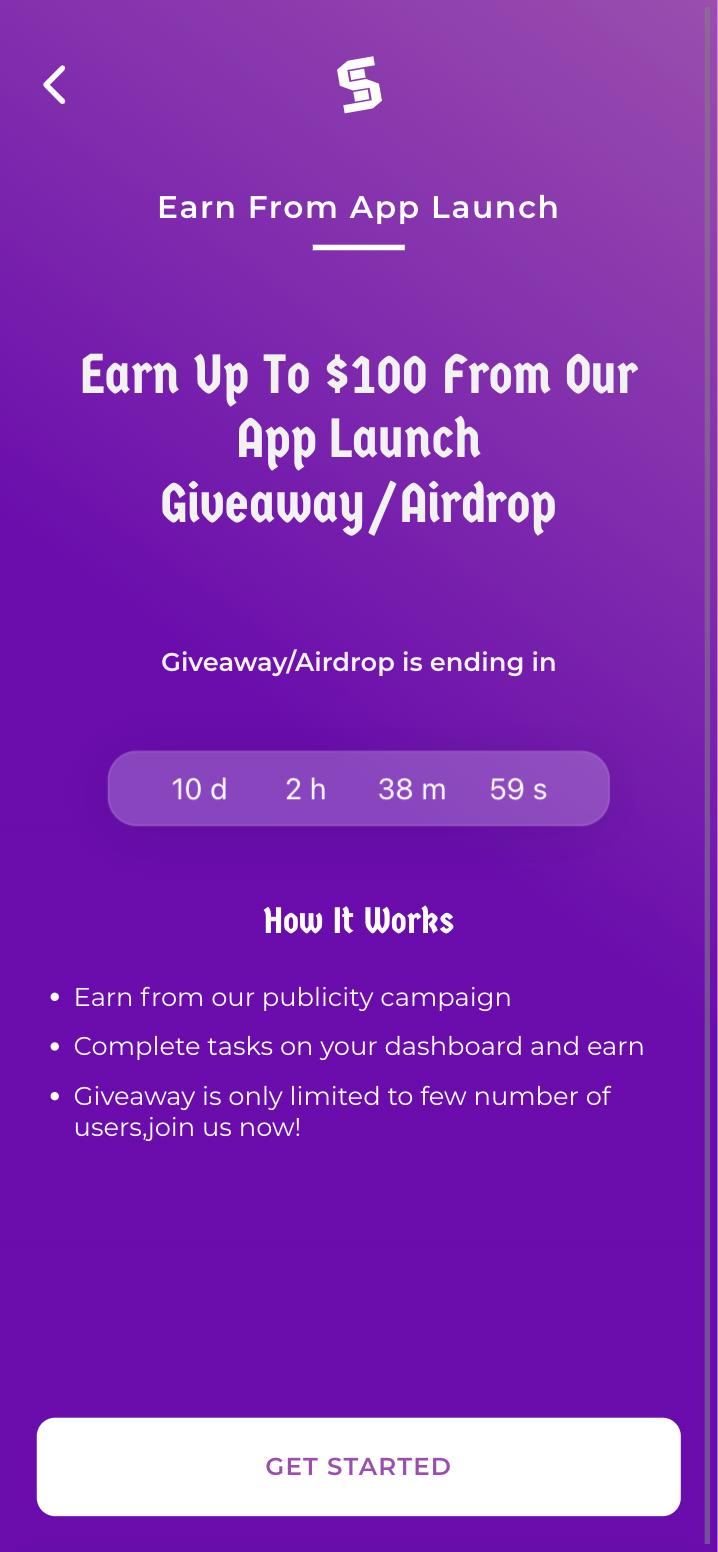 Earn From App Launch
Earn Up To $100 From Our
App Launch
Giveaway/Airdrop
Giveaway/Airdrop is ending in
10 d 2 h 38 m 59 s
How It Works
• Earn from our publicity campaign
• Complete tasks on your dashboard and earn
• Giveaway is only limited to few number of
users,join us now!
GET STARTED